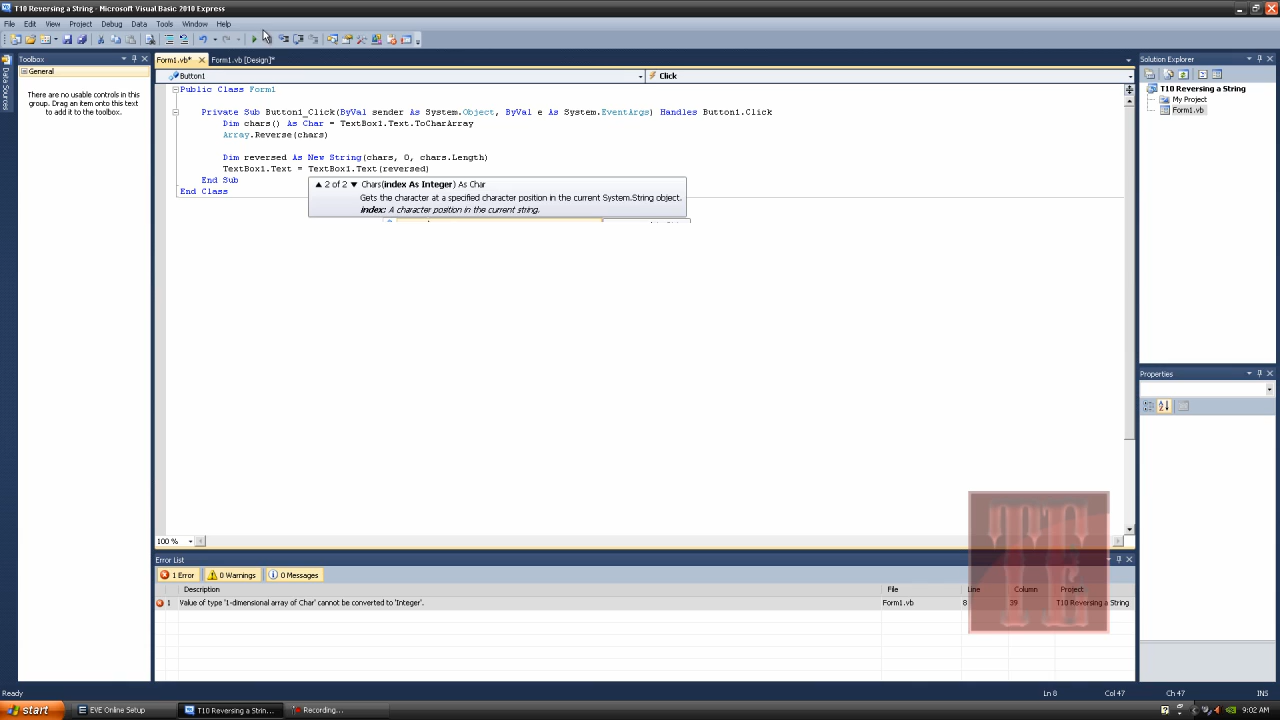 T10 Reversing a String - Microsoft Visual Basic 2010 Express
File Edit View Project Debug Data Tools Window Help
Toolbox
Form1.vb*
Form1.vb [Design]*
Solution Explorer
General
Button1
Click
There are no usable controls in this
group. Drag an item onto this text
to add it to the toolbox.
Data Sources
T10 Reversing a String
My Project
Form1.vb
Public Class Form1
Private Sub Button1_Click(ByVal sender As System.Object, ByVal e As System.EventArgs) Handles Button1.Click
Dim chars() As Char = TextBox1.Text.ToCharArray
Array.Reverse(chars)
Dim reversed As New String(chars, 0, chars.Length)
TextBox1.Text = TextBox1.Text(reversed)
End Sub
End Class
2 of 2 Chars(index As Integer) As Char
Gets the character at a specified character position in the current System.String object.
index: A character position in the current string.
Properties
100 %
Error List
1 Error
0 Warnings
0 Messages
Description File Line Column Project
1 Value of type '1-dimensional array of Char' cannot be converted to 'Integer'. Form1.vb 8 39 T10 Reversing a String
Ready
Ln 8 Col 47 Ch 47 INS
start
EVE Online Setup
T10 Reversing a Strin...
Recording...
9:02 AM